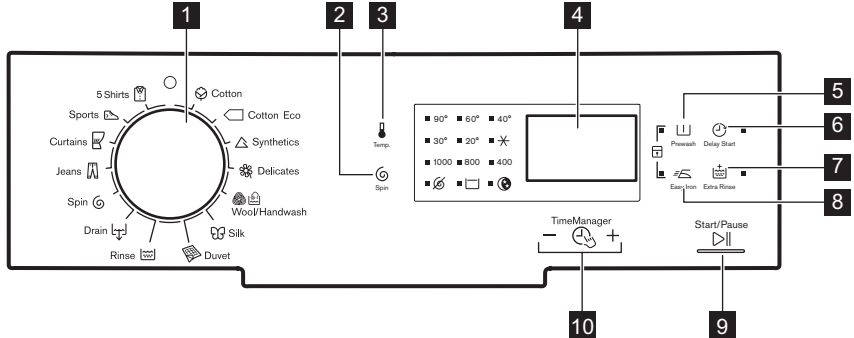 1
2
3
4
5
6
7
8
9
10
5 Shirts
Cotton
Sports
Cotton Eco
Curtains
Synthetics
Jeans
Delicates
Spin
Wool/Handwash
Drain
Silk
Rinse
Duvet
Temp.
Spin
90° 60° 40°
30° 20°
1000 800 400
TimeManager
Prewash
Delay Start
Easy Iron
Extra Rinse
Start/Pause